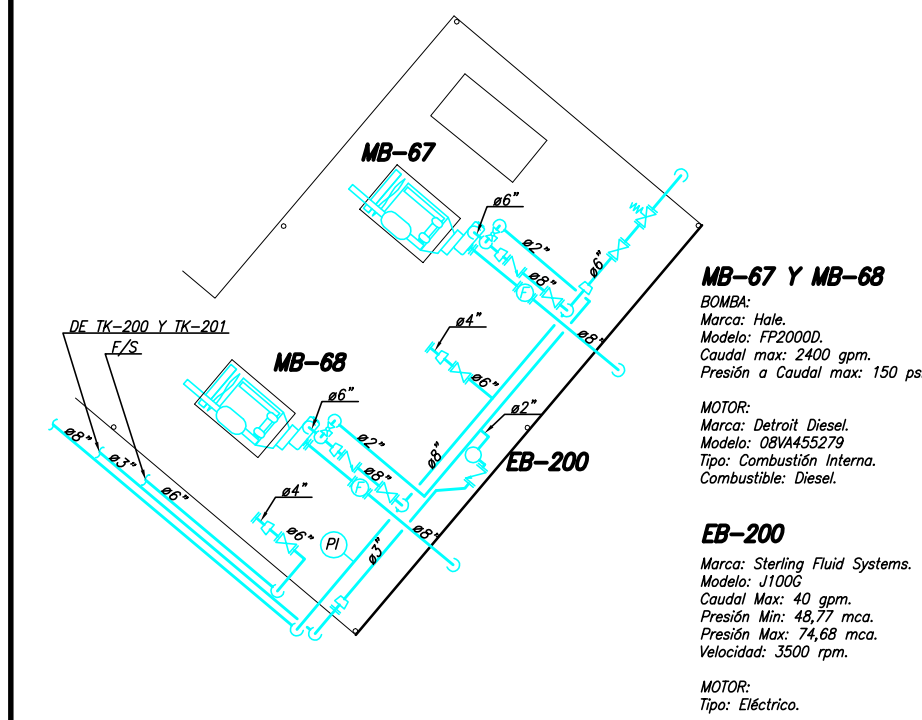 MB-67
ø6"
ø2"
ø8"
ø6"
ø8"
DE TK-200 Y TK-201
F/S
ø4"
ø6"
MB-68
ø6"
ø2"
ø8"
ø8"
ø2"
EB-200
ø8"
ø3"
ø6"
ø4"
ø6"
PI
ø3"
ø8"
F
F
MB-67 Y MB-68
BOMBA:
Marca: Hale.
Modelo: FP2000D.
Caudal max: 2400 gpm.
Presión a Caudal max: 150 ps
MOTOR:
Marca: Detroit Diesel.
Modelo: 08VA455279
Tipo: Combustión Interna.
Combustible: Diesel.
EB-200
Marca: Sterling Fluid Systems.
Modelo: J100G
Caudal Max: 40 gpm.
Presión Min: 48,77 mca.
Presión Max: 74,68 mca.
Velocidad: 3500 rpm.
MOTOR:
Tipo: Eléctrico.